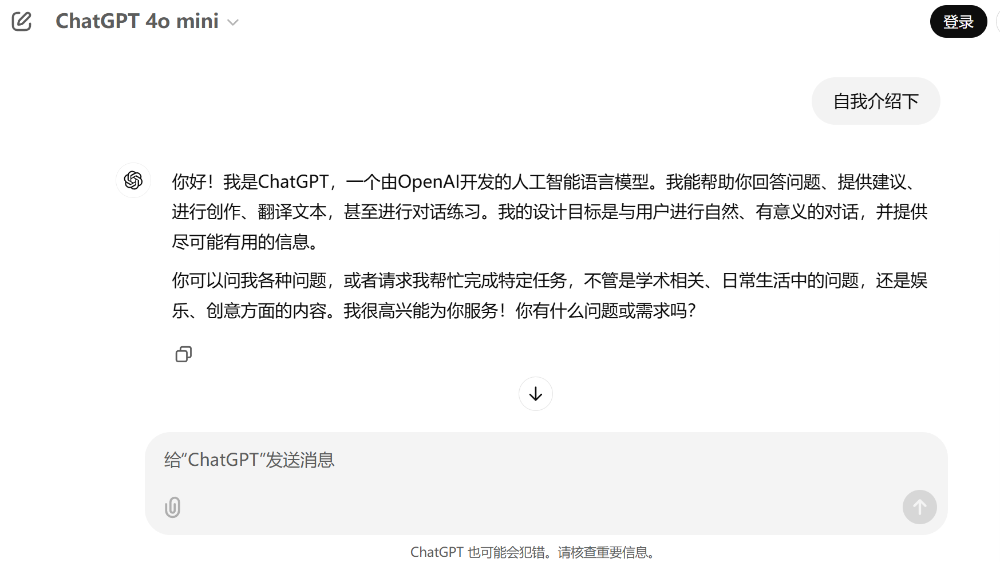 ChatGPT 4o mini
登录
自我介绍下
你好！我是ChatGPT，一个由OpenAI开发的人工智能语言模型。我能帮助你回答问题、提供建议、
进行创作、翻译文本，甚至进行对话练习。我的设计目标是与用户进行自然、有意义的对话，并提供
尽可能有用的信息。
你可以问我各种问题，或者请求我帮忙完成特定任务，不管是学术相关、日常生活中的问题，还是娱
乐、创意方面的内容。我很高兴能为你服务！你有什么问题或需求吗？
给“ChatGPT”发送消息
ChatGPT 也可能会犯错。请核查重要信息。